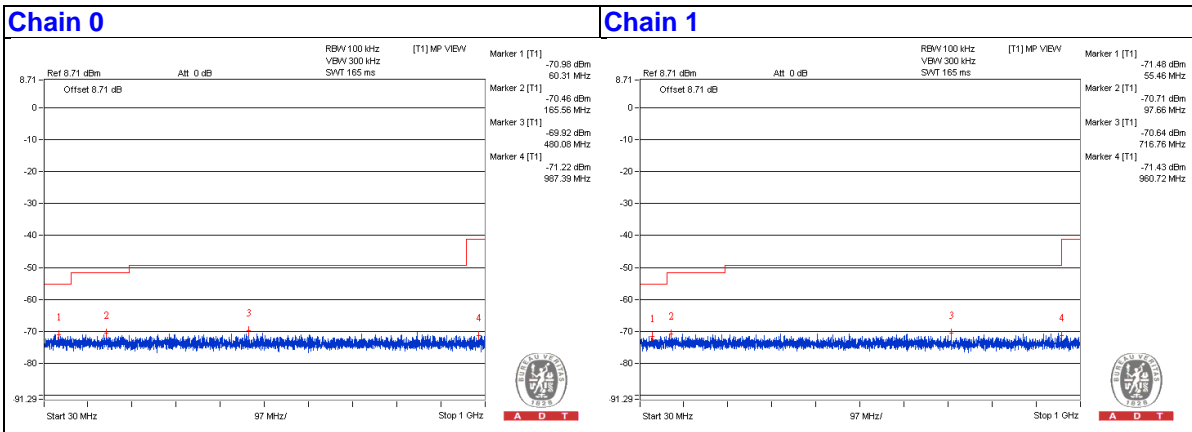 Chain 0
RBW 100 kHz [T1] MP VIEW
VBW 300 kHz
Ref 8.71 dBm Att 0 dB SWT 165 ms
Offset 8.71 dB
Marker 1 [T1]
-70.98 dBm
60.31 MHz
Marker 2 [T1]
-70.46 dBm
165.56 MHz
Marker 3 [T1]
-69.92 dBm
480.08 MHz
Marker 4 [T1]
-71.22 dBm
987.39 MHz
8.71
0
-10
-20
-30
-40
-50
-60
-70
-80
-91.29
1 2 3 4
Start 30 MHz 97 MHz/ Stop 1 GHz
BUREAU VERITAS
1828
A D T
Chain 1
RBW 100 kHz [T1] MP VIEW
VBW 300 kHz
Ref 8.71 dBm Att 0 dB SWT 165 ms
Offset 8.71 dB
Marker 1 [T1]
-71.48 dBm
55.46 MHz
Marker 2 [T1]
-70.71 dBm
97.66 MHz
Marker 3 [T1]
-70.64 dBm
716.76 MHz
Marker 4 [T1]
-71.43 dBm
960.72 MHz
8.71
0
-10
-20
-30
-40
-50
-60
-70
-80
-91.29
1 2 3 4
Start 30 MHz 97 MHz/ Stop 1 GHz
BUREAU VERITAS
1828
A D T